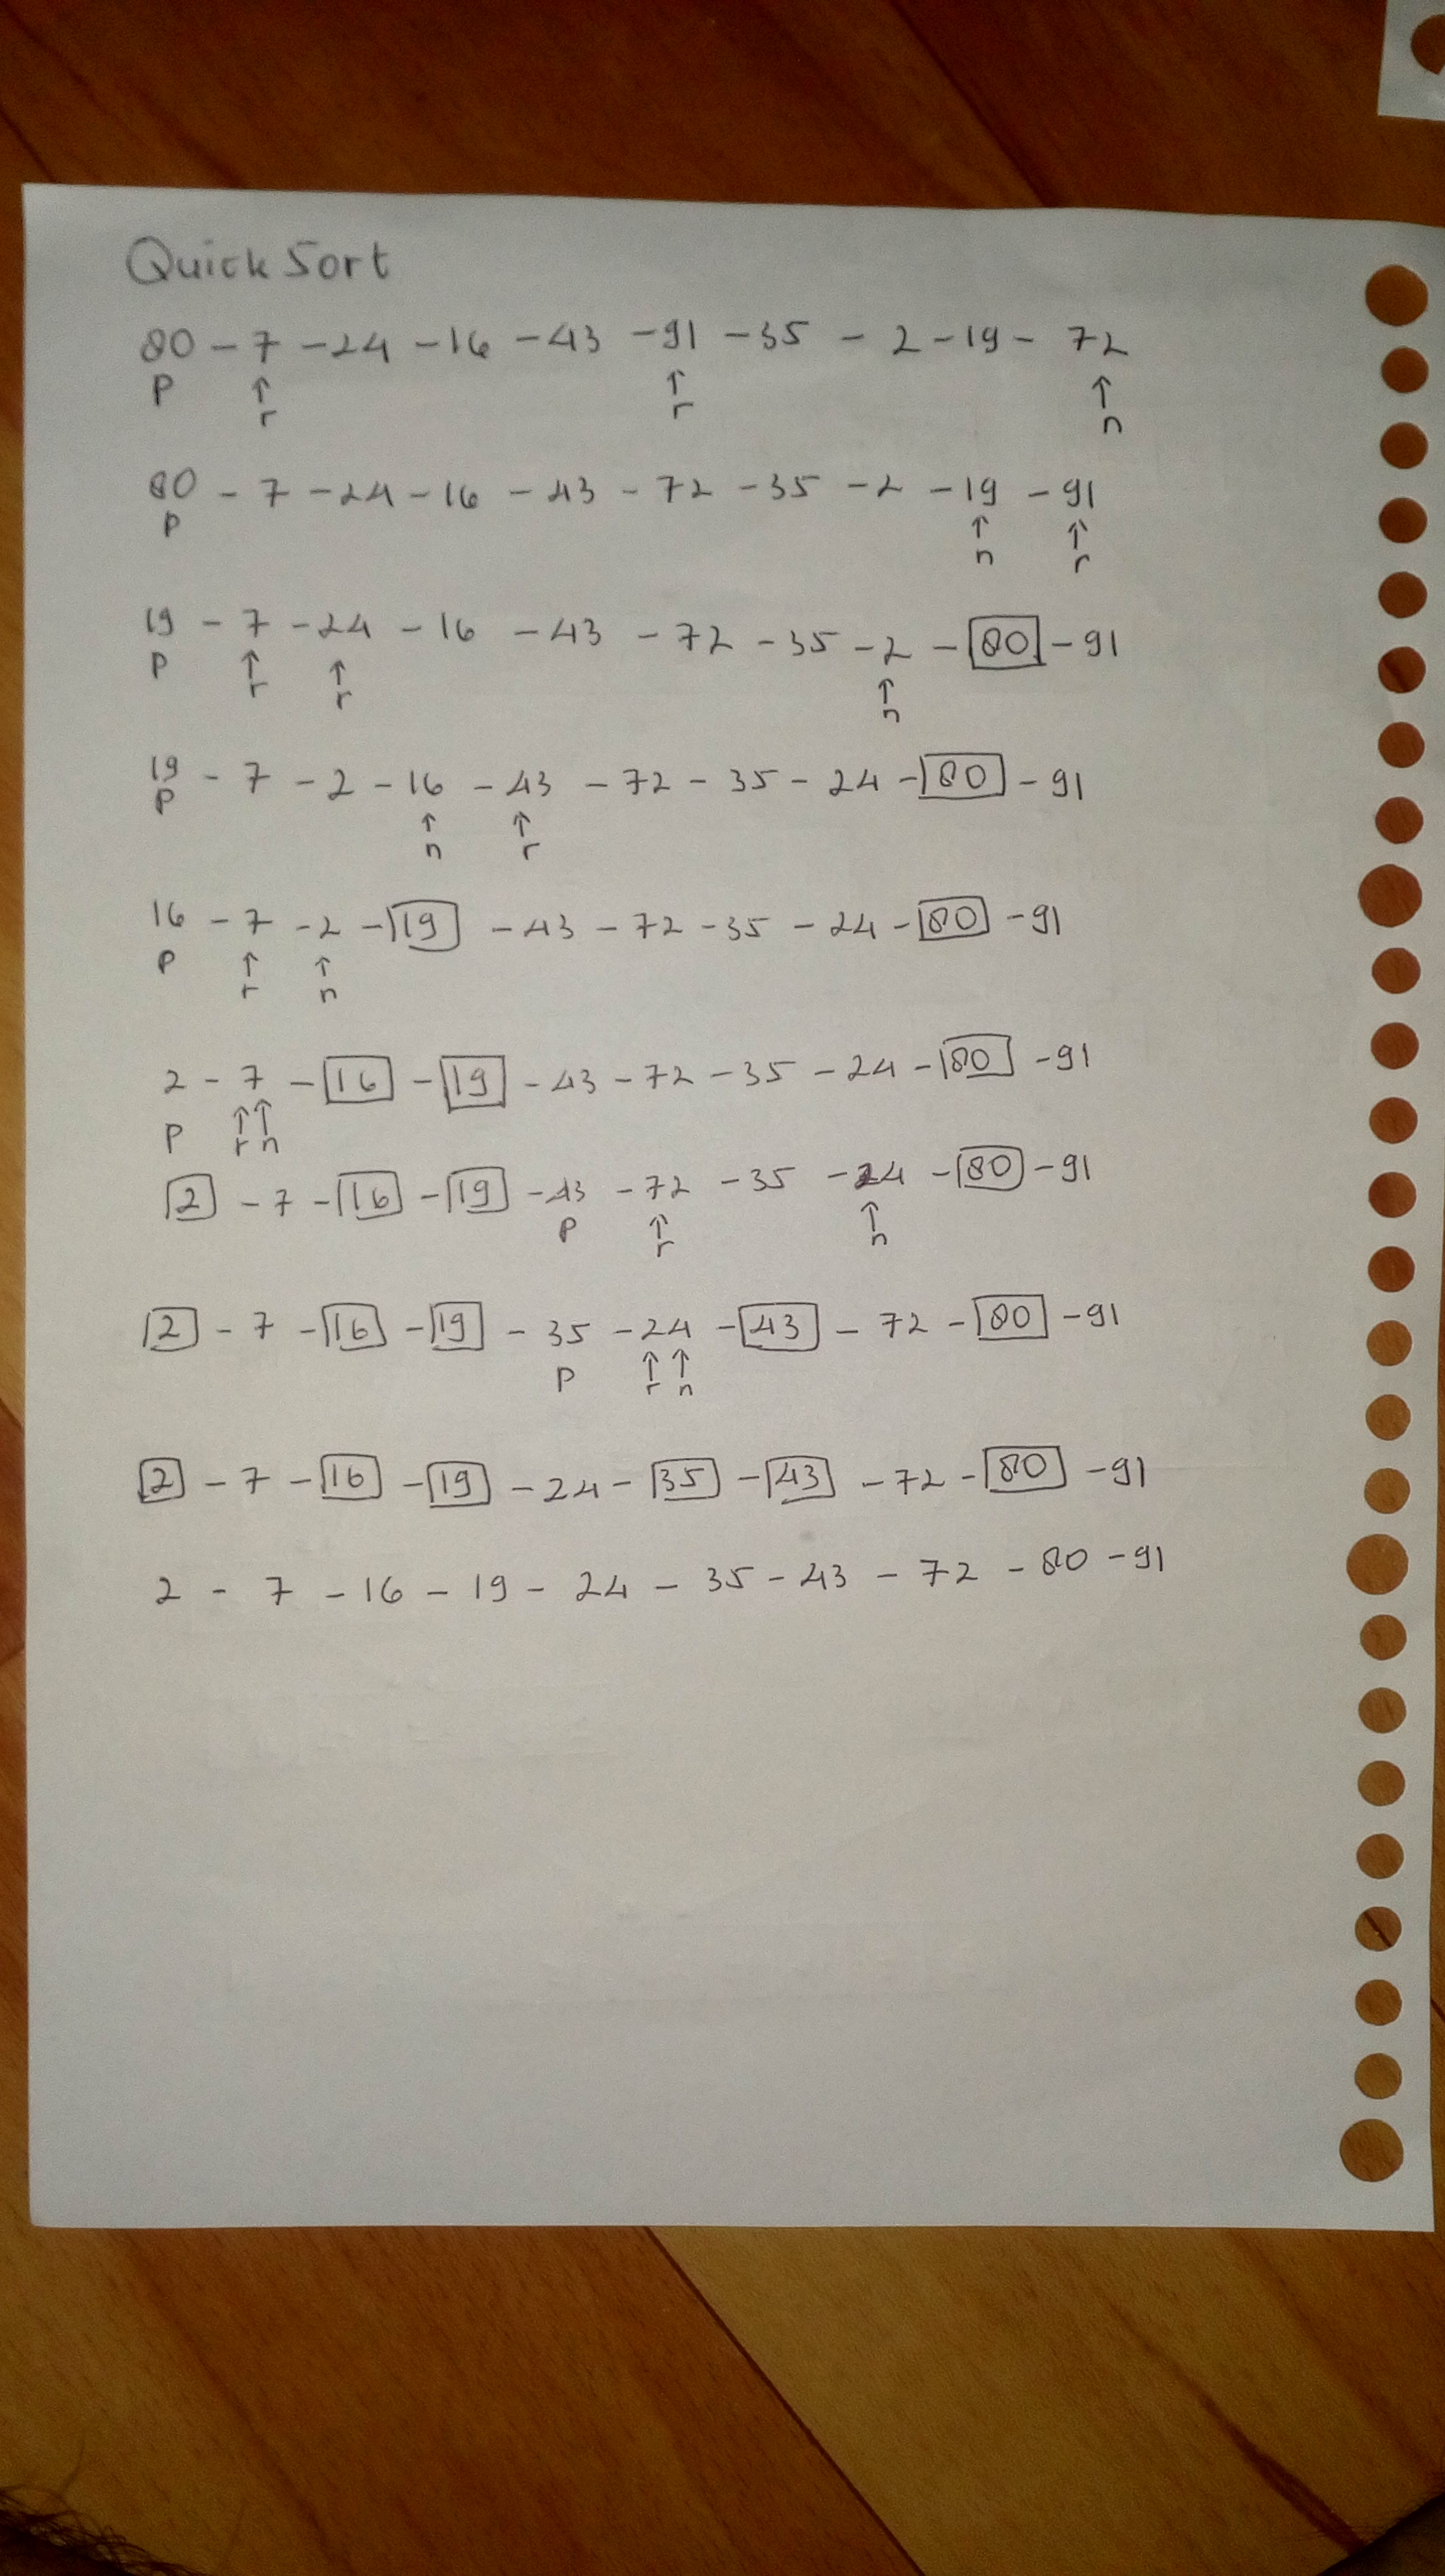 Quick Sort
80 - 7 - 24 - 16 - 43 - 91 - 35 - 2 - 19 - 72
P ↑ ↑ ↑
r r n
80 - 7 - 24 - 16 - 43 - 72 - 35 - 2 - 19 - 91
P ↑ ↑
n r
19 - 7 - 24 - 16 - 43 - 72 - 35 - 2 - 80 - 91
P ↑ ↑ ↑
r r n
19 - 7 - 2 - 16 - 43 - 72 - 35 - 24 - 80 - 91
P ↑ ↑
n r
16 - 7 - 2 - 19 - 43 - 72 - 35 - 24 - 80 - 91
P ↑ ↑
r n
2 - 7 - 16 - 19 - 43 - 72 - 35 - 24 - 80 - 91
P ↑↑
r n
2 - 7 - 16 - 19 - 43 - 72 - 35 - 24 - 80 - 91
P ↑ ↑
r n
2 - 7 - 16 - 19 - 35 - 24 - 43 - 72 - 80 - 91
P ↑ ↑
r n
2 - 7 - 16 - 19 - 24 - 35 - 43 - 72 - 80 - 91
2 - 7 - 16 - 19 - 24 - 35 - 43 - 72 - 80 - 91